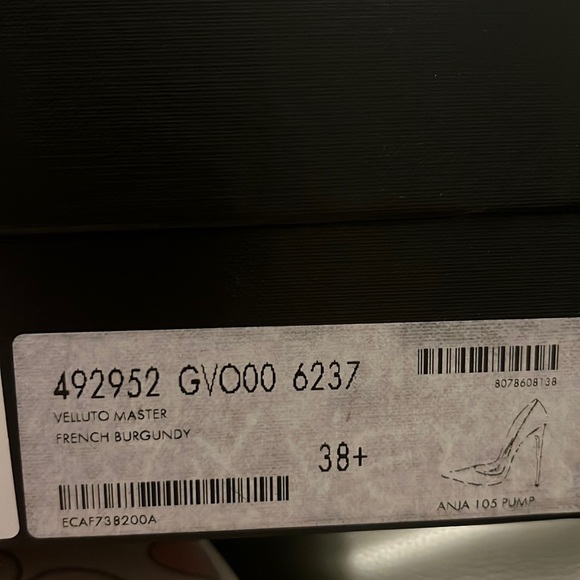 492952 GVO00 6237
8078608138
VELLUTO MASTER
FRENCH BURGUNDY
38+
ANJA 105 PUMP
ECAF738200A